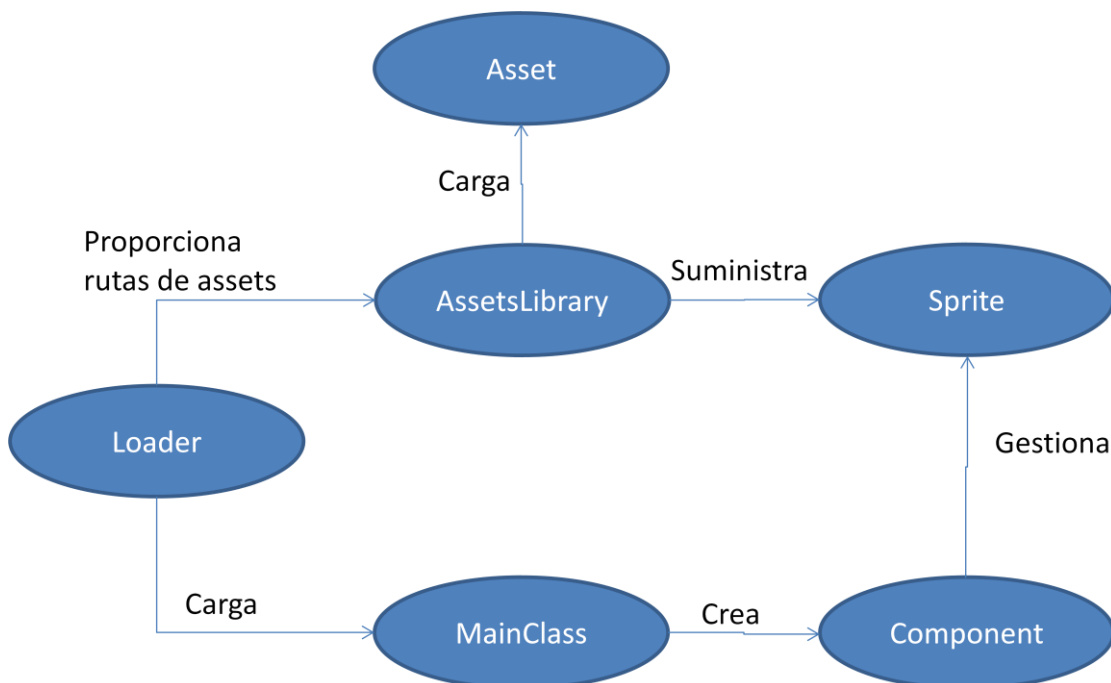 Asset
Carga
Proporciona
rutas de assets
AssetsLibrary
Suministra
Sprite
Loader
Gestiona
Carga
MainClass
Crea
Component